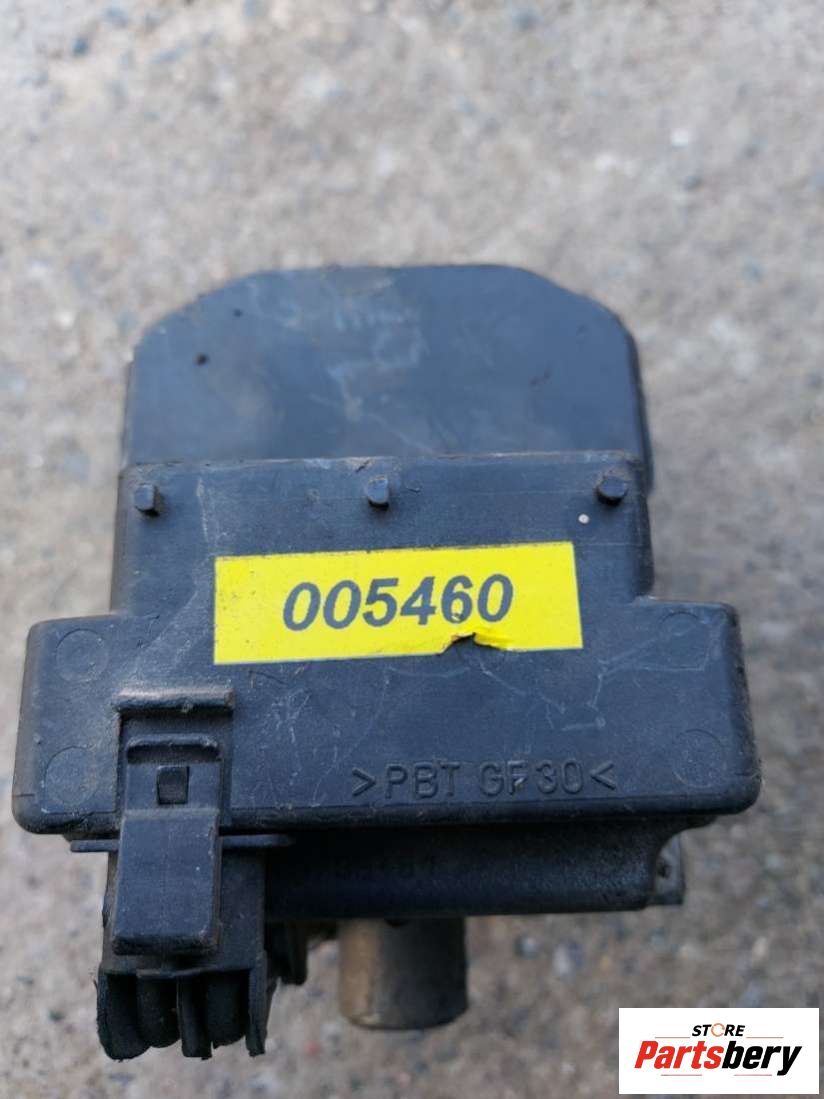 005460
>PBT GF30<
STORE
Partsbery